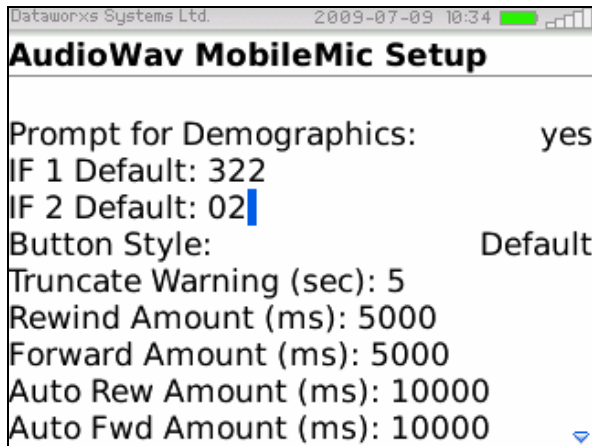 Dataworxs Systems Ltd. 2009-07-09 10:34
AudioWav MobileMic Setup
Prompt for Demographics: yes
IF 1 Default: 322
IF 2 Default: 02
Button Style: Default
Truncate Warning (sec): 5
Rewind Amount (ms): 5000
Forward Amount (ms): 5000
Auto Rew Amount (ms): 10000
Auto Fwd Amount (ms): 10000